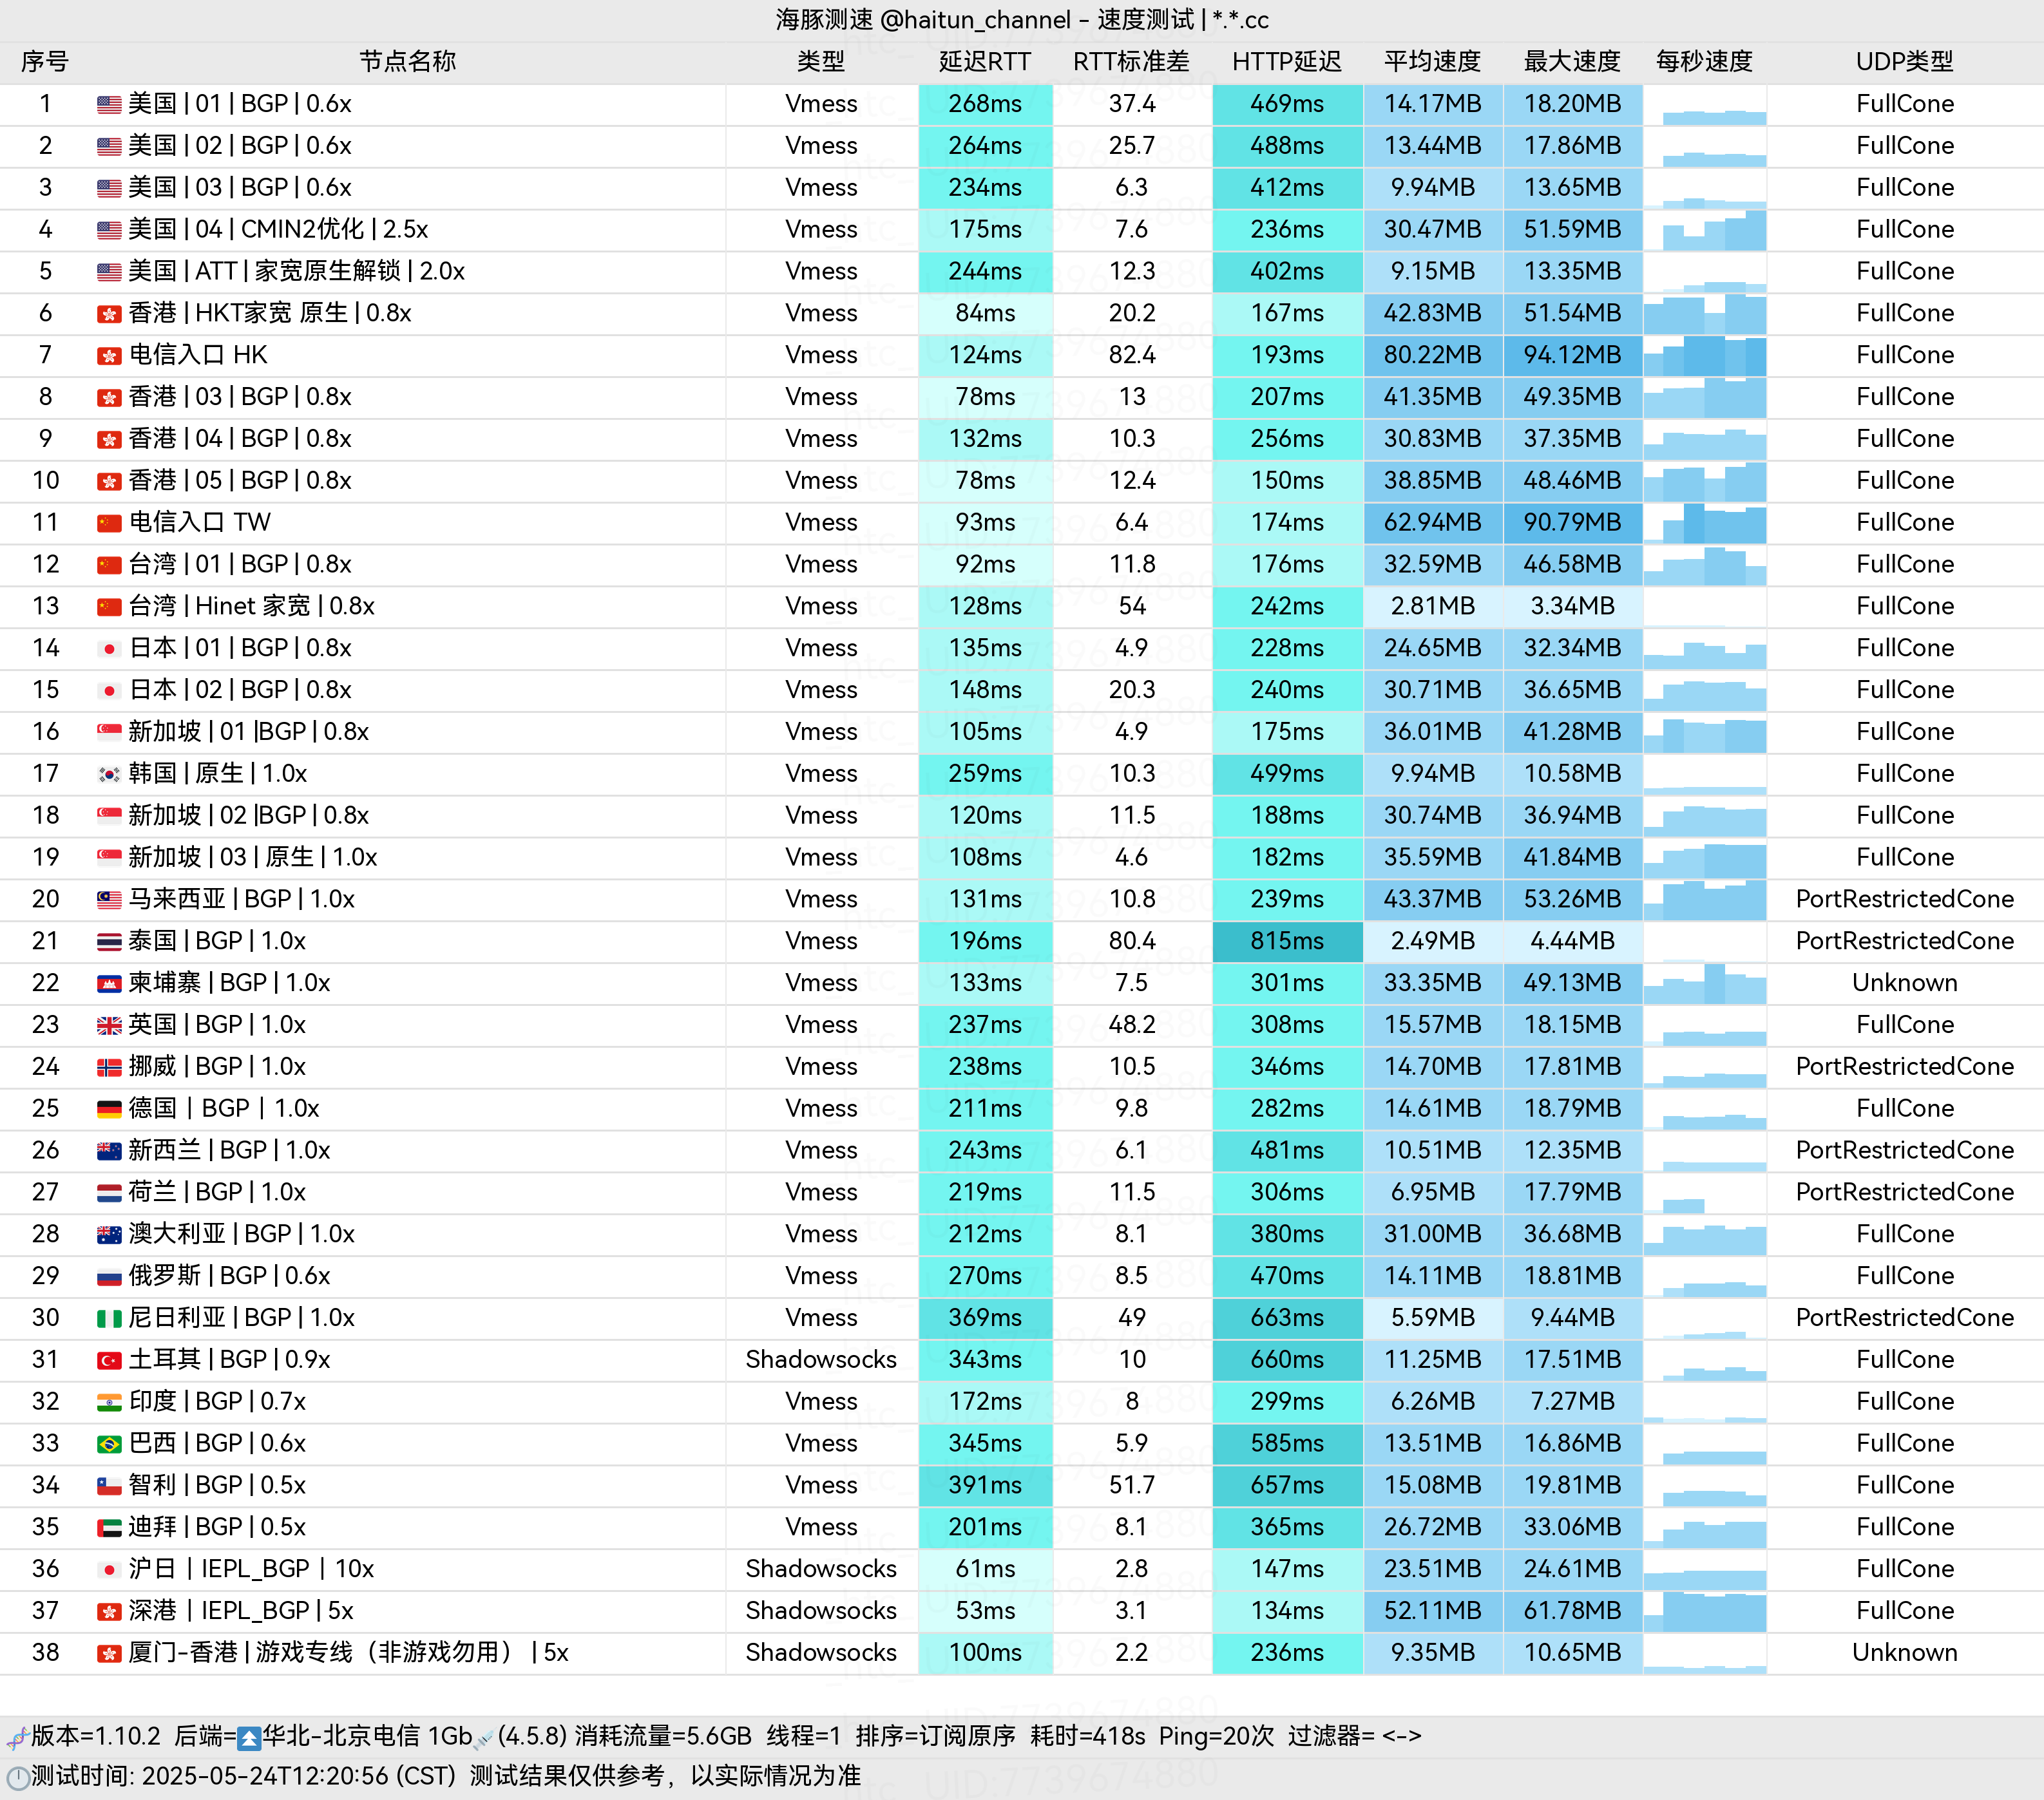 海豚测速 @haitun_channel - 速度测试 | *.*.cc
序号 节点名称 类型 延迟RTT RTT标准差 HTTP延迟 平均速度 最大速度 每秒速度 UDP类型
1 美国 | 01 | BGP | 0.6x Vmess 268ms 37.4 469ms 14.17MB 18.20MB FullCone
2 美国 | 02 | BGP | 0.6x Vmess 264ms 25.7 488ms 13.44MB 17.86MB FullCone
3 美国 | 03 | BGP | 0.6x Vmess 234ms 6.3 412ms 9.94MB 13.65MB FullCone
4 美国 | 04 | CMIN2优化 | 2.5x Vmess 175ms 7.6 236ms 30.47MB 51.59MB FullCone
5 美国 | ATT | 家宽原生解锁 | 2.0x Vmess 244ms 12.3 402ms 9.15MB 13.35MB FullCone
6 香港 | HKT家宽 原生 | 0.8x Vmess 84ms 20.2 167ms 42.83MB 51.54MB FullCone
7 电信入口 HK Vmess 124ms 82.4 193ms 80.22MB 94.12MB FullCone
8 香港 | 03 | BGP | 0.8x Vmess 78ms 13 207ms 41.35MB 49.35MB FullCone
9 香港 | 04 | BGP | 0.8x Vmess 132ms 10.3 256ms 30.83MB 37.35MB FullCone
10 香港 | 05 | BGP | 0.8x Vmess 78ms 12.4 150ms 38.85MB 48.46MB FullCone
11 电信入口 TW Vmess 93ms 6.4 174ms 62.94MB 90.79MB FullCone
12 台湾 | 01 | BGP | 0.8x Vmess 92ms 11.8 176ms 32.59MB 46.58MB FullCone
13 台湾 | Hinet 家宽 | 0.8x Vmess 128ms 54 242ms 2.81MB 3.34MB FullCone
14 日本 | 01 | BGP | 0.8x Vmess 135ms 4.9 228ms 24.65MB 32.34MB FullCone
15 日本 | 02 | BGP | 0.8x Vmess 148ms 20.3 240ms 30.71MB 36.65MB FullCone
16 新加坡 | 01 |BGP | 0.8x Vmess 105ms 4.9 175ms 36.01MB 41.28MB FullCone
17 韩国 | 原生 | 1.0x Vmess 259ms 10.3 499ms 9.94MB 10.58MB FullCone
18 新加坡 | 02 |BGP | 0.8x Vmess 120ms 11.5 188ms 30.74MB 36.94MB FullCone
19 新加坡 | 03 | 原生 | 1.0x Vmess 108ms 4.6 182ms 35.59MB 41.84MB FullCone
20 马来西亚 | BGP | 1.0x Vmess 131ms 10.8 239ms 43.37MB 53.26MB PortRestrictedCone
21 泰国 | BGP | 1.0x Vmess 196ms 80.4 815ms 2.49MB 4.44MB PortRestrictedCone
22 柬埔寨 | BGP | 1.0x Vmess 133ms 7.5 301ms 33.35MB 49.13MB Unknown
23 英国 | BGP | 1.0x Vmess 237ms 48.2 308ms 15.57MB 18.15MB FullCone
24 挪威 | BGP | 1.0x Vmess 238ms 10.5 346ms 14.70MB 17.81MB PortRestrictedCone
25 德国 | BGP | 1.0x Vmess 211ms 9.8 282ms 14.61MB 18.79MB FullCone
26 新西兰 | BGP | 1.0x Vmess 243ms 6.1 481ms 10.51MB 12.35MB PortRestrictedCone
27 荷兰 | BGP | 1.0x Vmess 219ms 11.5 306ms 6.95MB 17.79MB PortRestrictedCone
28 澳大利亚 | BGP | 1.0x Vmess 212ms 8.1 380ms 31.00MB 36.68MB FullCone
29 俄罗斯 | BGP | 0.6x Vmess 270ms 8.5 470ms 14.11MB 18.81MB FullCone
30 尼日利亚 | BGP | 1.0x Vmess 369ms 49 663ms 5.59MB 9.44MB PortRestrictedCone
31 土耳其 | BGP | 0.9x Shadowsocks 343ms 10 660ms 11.25MB 17.51MB FullCone
32 印度 | BGP | 0.7x Vmess 172ms 8 299ms 6.26MB 7.27MB FullCone
33 巴西 | BGP | 0.6x Vmess 345ms 5.9 585ms 13.51MB 16.86MB FullCone
34 智利 | BGP | 0.5x Vmess 391ms 51.7 657ms 15.08MB 19.81MB FullCone
35 迪拜 | BGP | 0.5x Vmess 201ms 8.1 365ms 26.72MB 33.06MB FullCone
36 沪日 | IEPL_BGP | 10x Shadowsocks 61ms 2.8 147ms 23.51MB 24.61MB FullCone
37 深港 | IEPL_BGP | 5x Shadowsocks 53ms 3.1 134ms 52.11MB 61.78MB FullCone
38 厦门-香港 | 游戏专线（非游戏勿用） | 5x Shadowsocks 100ms 2.2 236ms 9.35MB 10.65MB Unknown
版本=1.10.2 后端=⏫华北-北京电信 1Gb💉(4.5.8) 消耗流量=5.6GB 线程=1 排序=订阅原序 耗时=418s Ping=20次 过滤器= <->
测试时间: 2025-05-24T12:20:56 (CST) 测试结果仅供参考，以实际情况为准